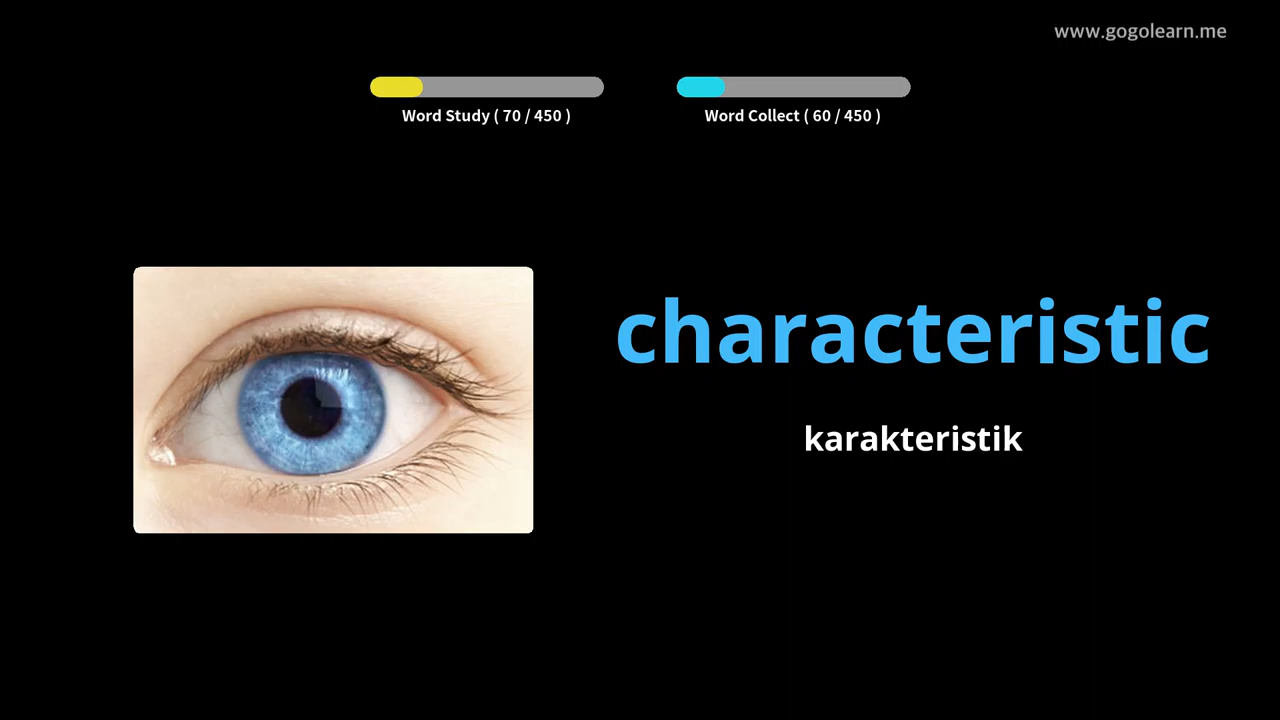 www.gogolearn.me
Word Study ( 70 / 450 )
Word Collect ( 60 / 450 )
characteristic
karakteristik